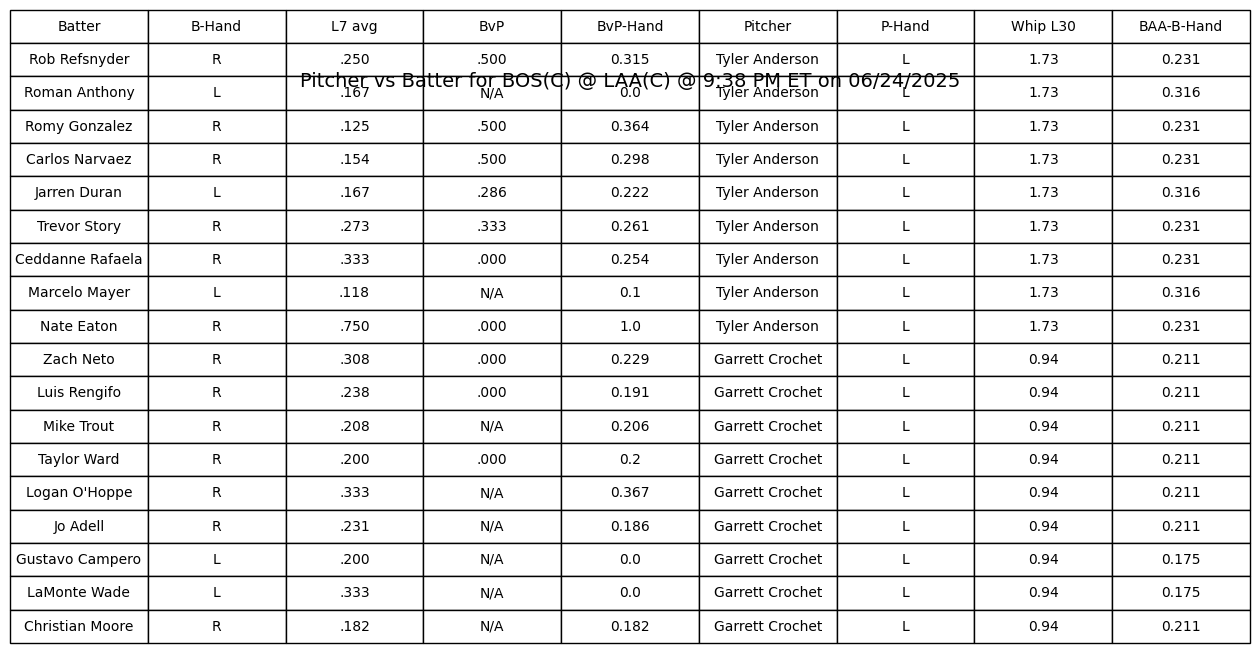 Batter B-Hand L7 avg BvP BvP-Hand Pitcher P-Hand Whip L30 BAA-B-Hand
Rob Refsnyder R .250 .500 0.315 Tyler Anderson L 1.73 0.231
Pitcher vs Batter for BOS(C) @ LAA(C) @ 9:38 PM ET on 06/24/2025
Roman Anthony L .167 N/A 0.0 Tyler Anderson L 1.73 0.316
Romy Gonzalez R .125 .500 0.364 Tyler Anderson L 1.73 0.231
Carlos Narvaez R .154 .500 0.298 Tyler Anderson L 1.73 0.231
Jarren Duran L .167 .286 0.222 Tyler Anderson L 1.73 0.316
Trevor Story R .273 .333 0.261 Tyler Anderson L 1.73 0.231
Ceddanne Rafaela R .333 .000 0.254 Tyler Anderson L 1.73 0.231
Marcelo Mayer L .118 N/A 0.1 Tyler Anderson L 1.73 0.316
Nate Eaton R .750 .000 1.0 Tyler Anderson L 1.73 0.231
Zach Neto R .308 .000 0.229 Garrett Crochet L 0.94 0.211
Luis Rengifo R .238 .000 0.191 Garrett Crochet L 0.94 0.211
Mike Trout R .208 N/A 0.206 Garrett Crochet L 0.94 0.211
Taylor Ward R .200 .000 0.2 Garrett Crochet L 0.94 0.211
Logan O'Hoppe R .333 N/A 0.367 Garrett Crochet L 0.94 0.211
Jo Adell R .231 N/A 0.186 Garrett Crochet L 0.94 0.211
Gustavo Campero L .200 N/A 0.0 Garrett Crochet L 0.94 0.175
LaMonte Wade L .333 N/A 0.0 Garrett Crochet L 0.94 0.175
Christian Moore R .182 N/A 0.182 Garrett Crochet L 0.94 0.211